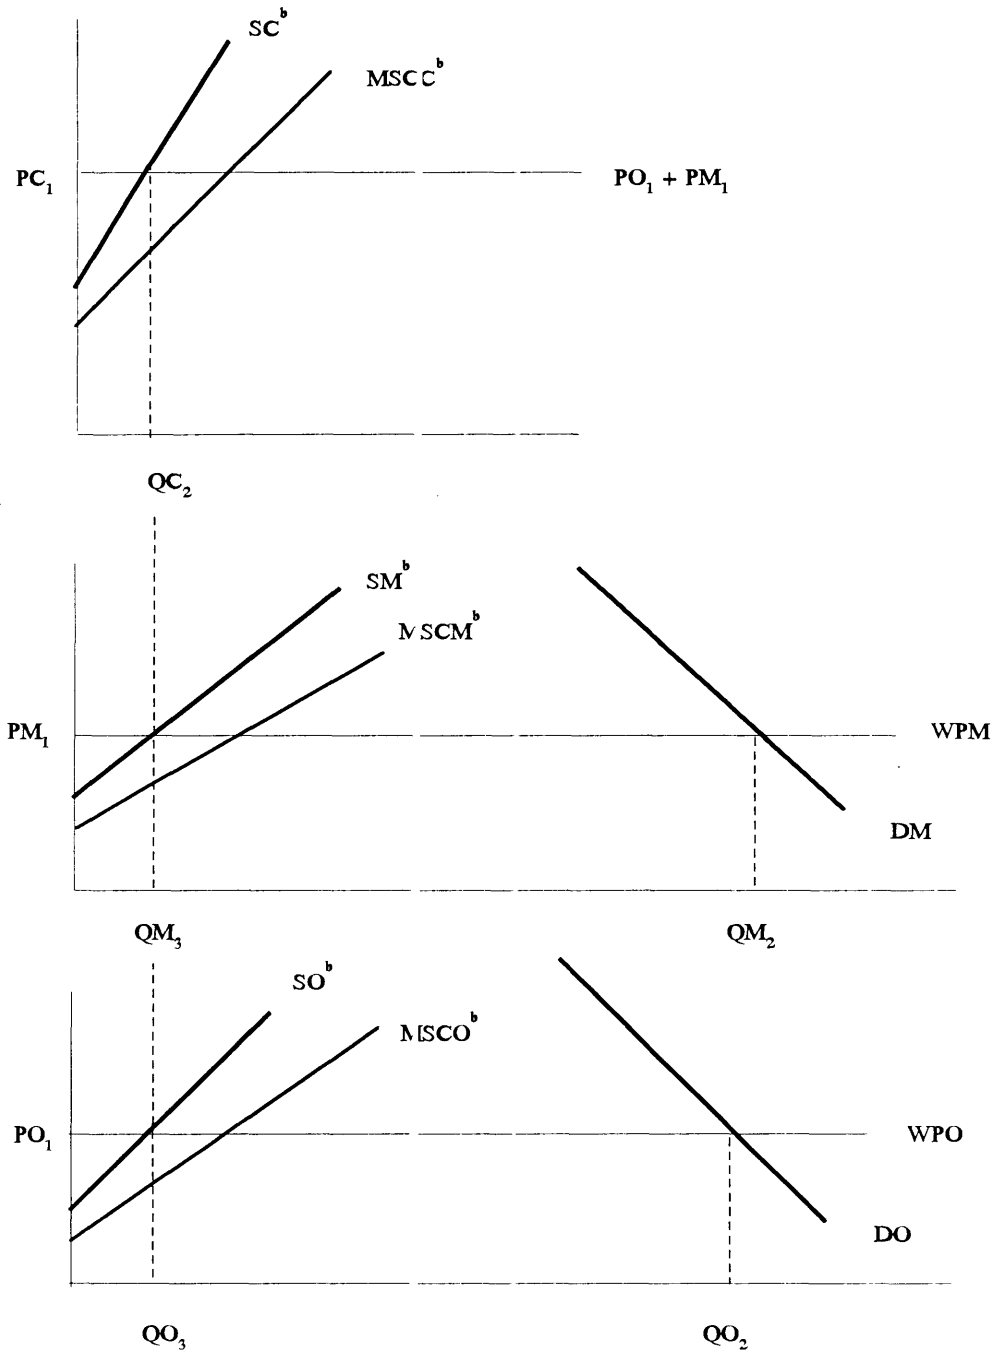 SC^b
MSCC^b
PC₁
PO₁ + PM₁
QC₂
SM^b
MSCM^b
PM₁
WPM
DM
QM₃
QM₂
SO^b
MSCO^b
PO₁
WPO
DO
QO₃
QO₂